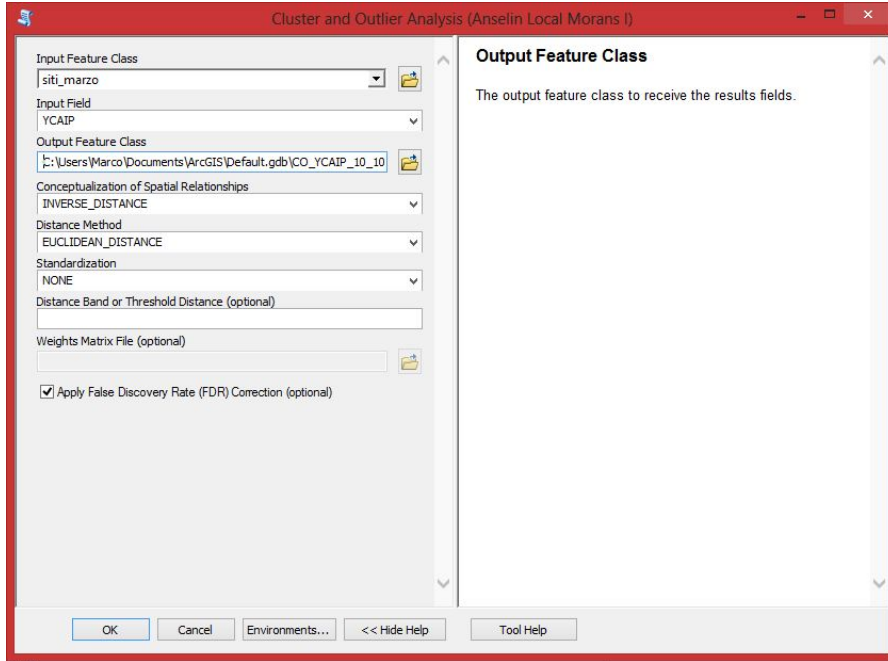 Cluster and Outlier Analysis (Anselin Local Morans I)
Input Feature Class
siti_marzo
Input Field
YCAIP
Output Feature Class
C:\Users\Marco\Documents\ArcGIS\Default.gdb\CO_YCAIP_10_10
Conceptualization of Spatial Relationships
INVERSE_DISTANCE
Distance Method
EUCLIDEAN_DISTANCE
Standardization
NONE
Distance Band or Threshold Distance (optional)
Weights Matrix File (optional)
Apply False Discovery Rate (FDR) Correction (optional)
Output Feature Class
The output feature class to receive the results fields.
OK
Cancel
Environments...
<< Hide Help
Tool Help